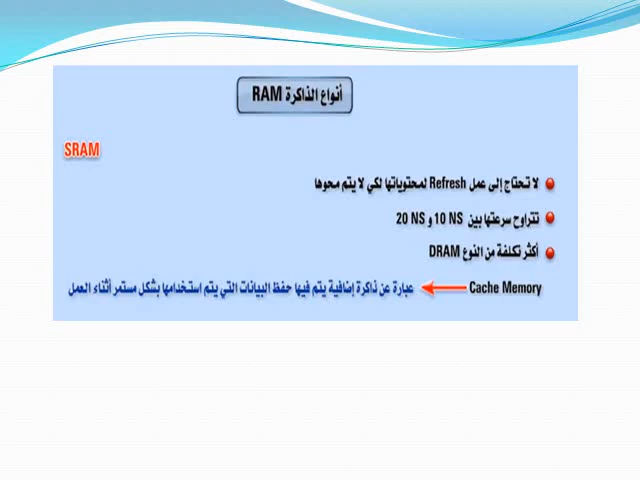 أنواع الذاكرة RAM
SRAM
لا تحتاج إلى عمل Refresh لمحتوياتها لكي لا يتم محوها
تتراوح سرعتها بين 10 NS و 20 NS
أكثر تكلفة من النوع DRAM
Cache Memory عبارة عن ذاكرة إضافية يتم فيها حفظ البيانات التي يتم استخدامها بشكل مستمر أثناء العمل